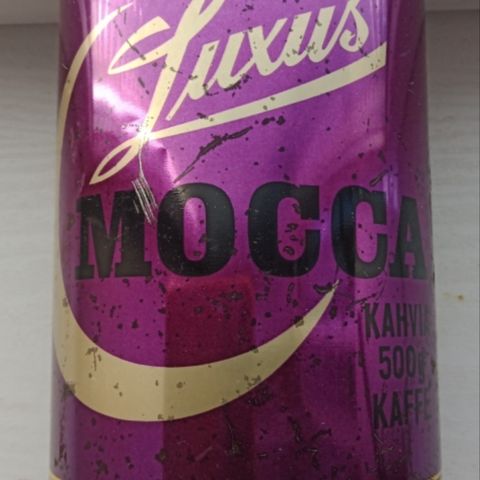 Luxus
MOCCA
KAHVIA
500g
KAFFE